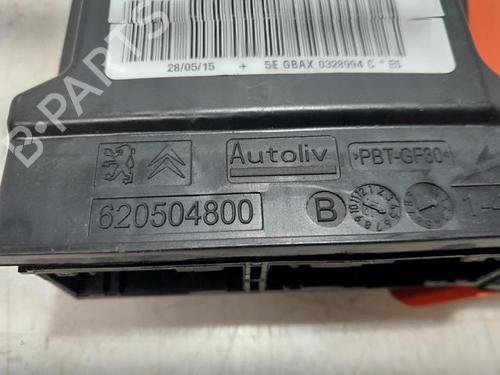 28/05/15 + 5E GBAX 0328994 C
B-PARTS
Autoliv
>PBT-GF30<
620504800
B